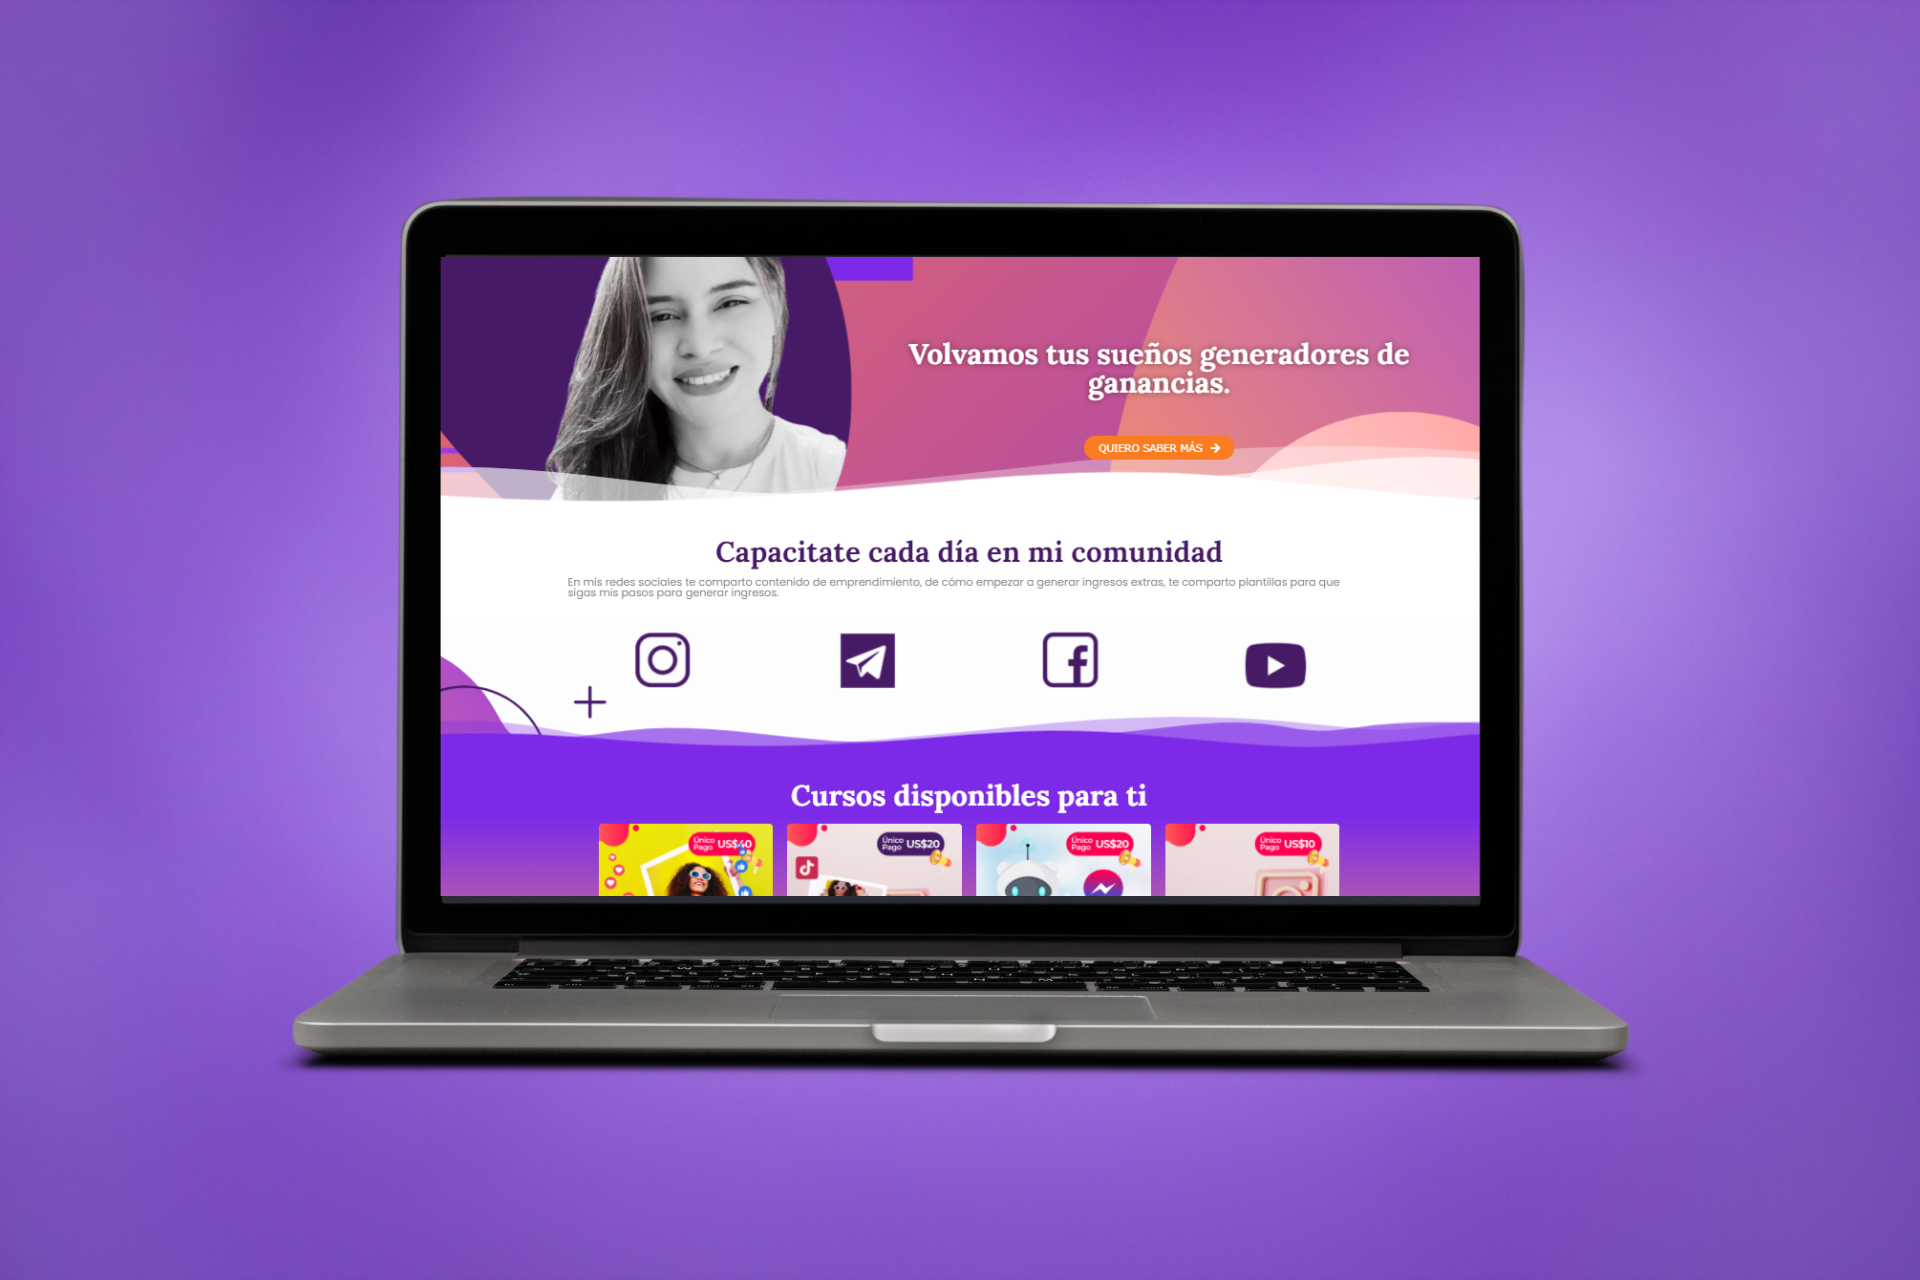 Volvamos tus sueños generadores de
ganancias.
QUIERO SABER MÁS
Capacitate cada día en mi comunidad
En mis redes sociales te comparto contenido de emprendimiento, de cómo empezar a generar ingresos extras, te comparto plantillas para que
sigas mis pasos para generar ingresos.
Cursos disponibles para ti
Único
Pago US$40
Único
Pago US$20
Único
Pago US$20
Único
Pago US$10